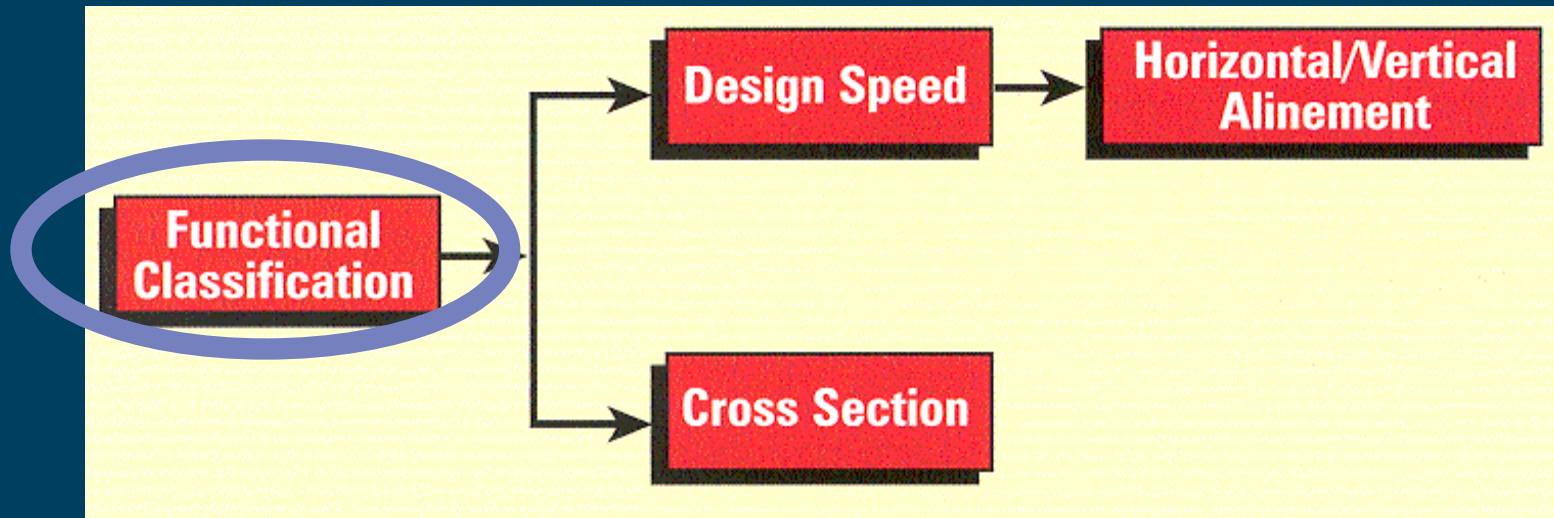 Functional
Classification
Design Speed
Horizontal/Vertical
Alinement
Cross Section